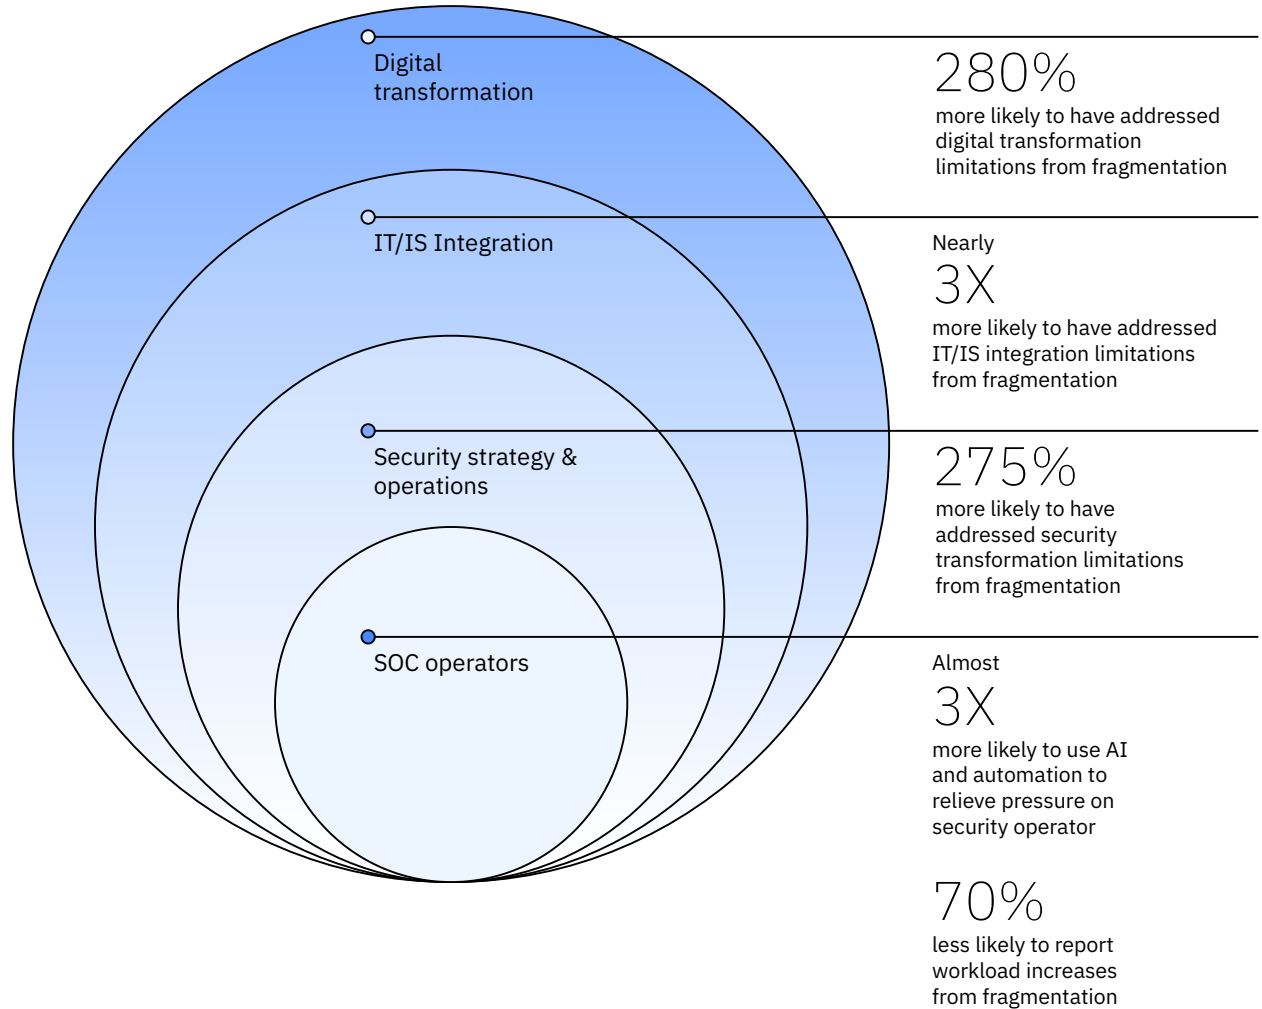 Digital
transformation
280%
more likely to have addressed
digital transformation
limitations from fragmentation
IT/IS Integration
Nearly
3X
more likely to have addressed
IT/IS integration limitations
from fragmentation
Security strategy &
operations
275%
more likely to have
addressed security
transformation limitations
from fragmentation
SOC operators
Almost
3X
more likely to use AI
and automation to
relieve pressure on
security operator
70%
less likely to report
workload increases
from fragmentation